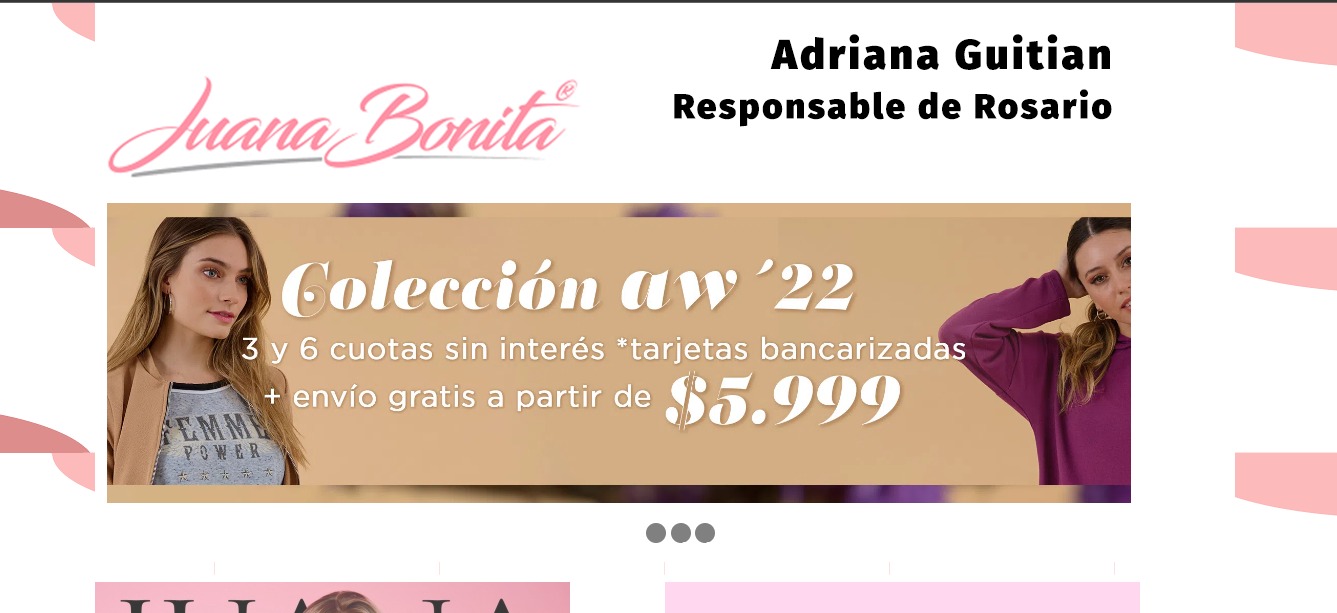 Adriana Guitian
Responsable de Rosario
Juana Bonita®
Colección aw ´22
3 y 6 cuotas sin interés *tarjetas bancarizadas
+ envío gratis a partir de $5.999
FEMME
POWER